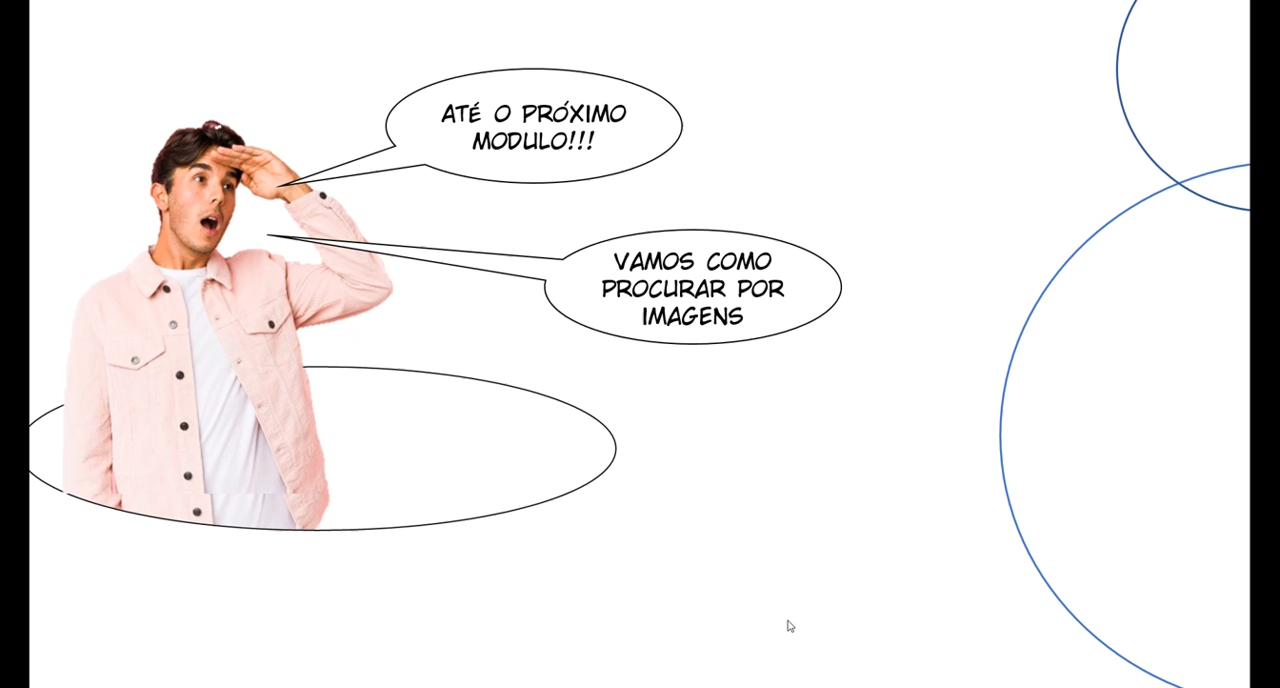 ATÉ O PRÓXIMO
MODULO!!!
VAMOS COMO
PROCURAR POR
IMAGENS